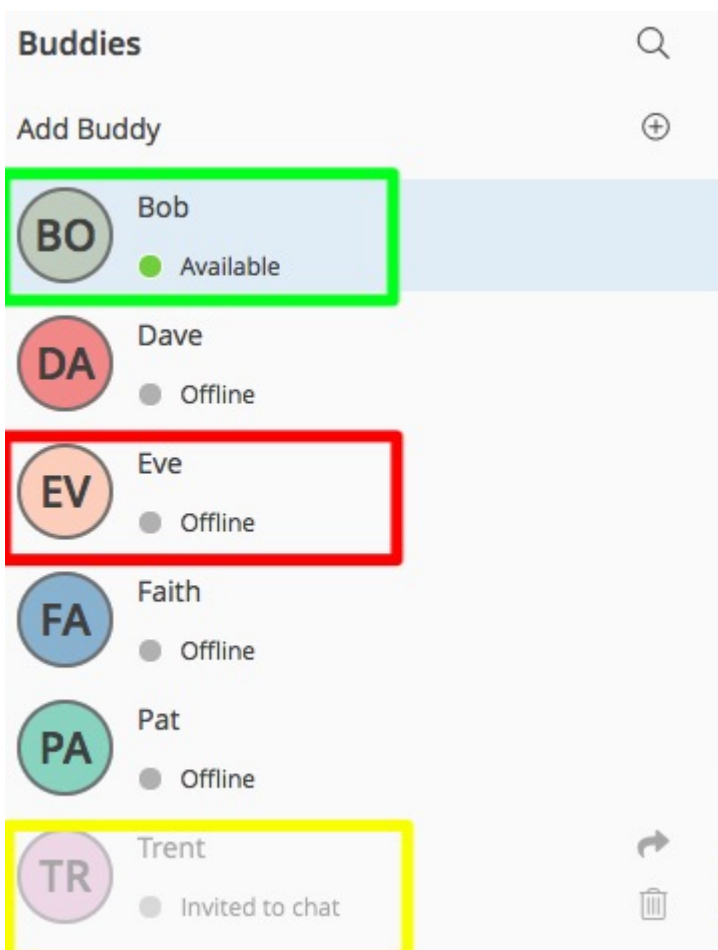 Buddies
Add Buddy
BO
Bob
Available
DA
Dave
Offline
EV
Eve
Offline
FA
Faith
Offline
PA
Pat
Offline
TR
Trent
Invited to chat